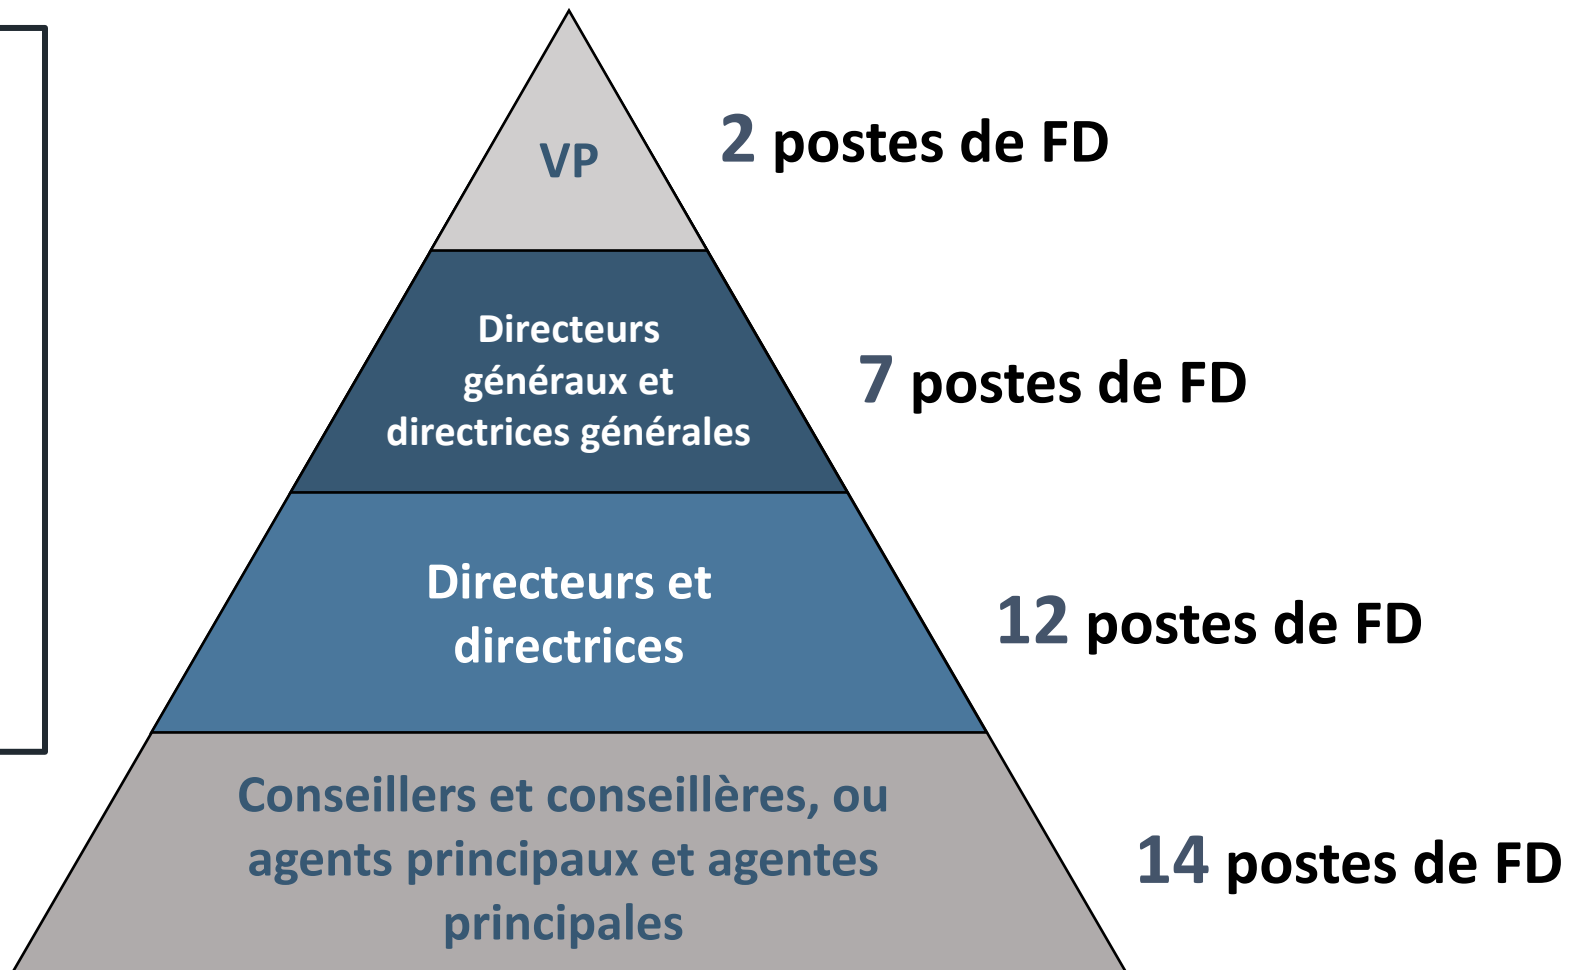 VP
2 postes de FD
Directeurs
généraux et
directrices générales
7 postes de FD
Directeurs et
directrices
12 postes de FD
Conseillers et conseillères, ou
agents principaux et agentes
principales
14 postes de FD